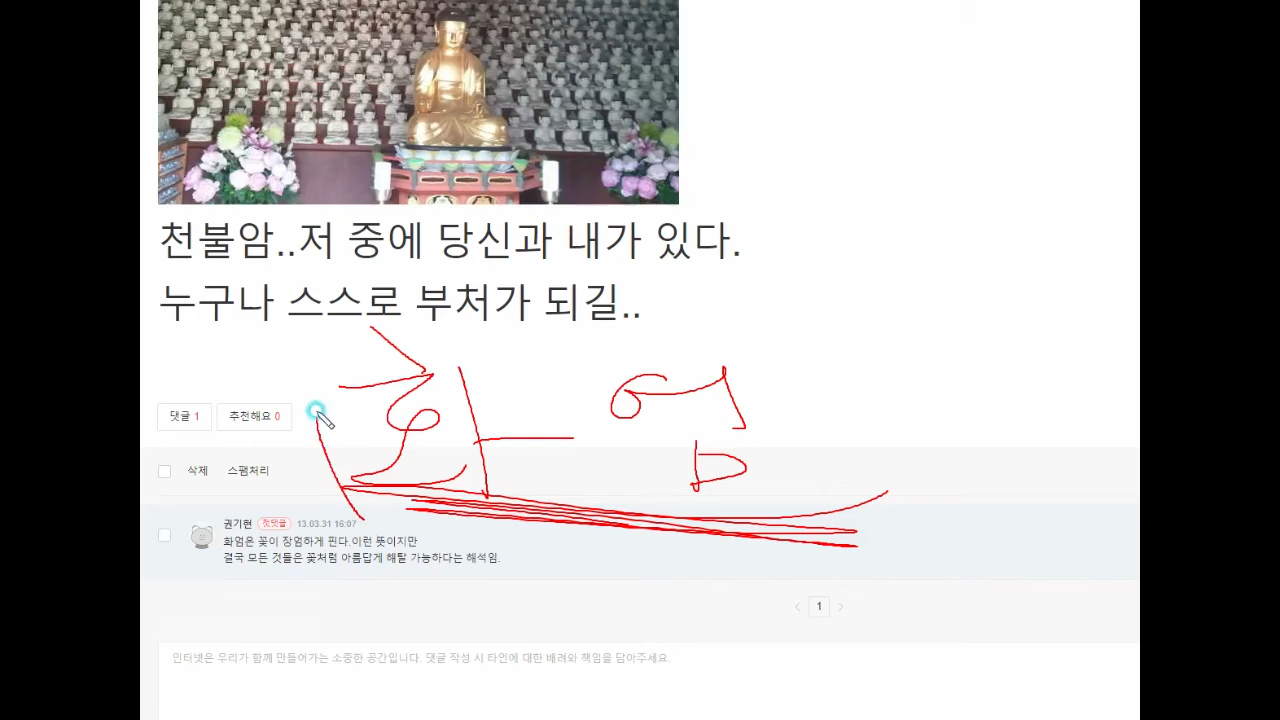 천불암..저 중에 당신과 내가 있다.
누구나 스스로 부처가 되길..
댓글 1 추천해요 0
삭제 스팸처리
권기현 첫댓글 13.03.31 16:07
화엄은 꽃이 장엄하게 핀다.이런 뜻이지만
결국 모든 것들은 꽃처럼 아름답게 해탈 가능하다는 해석임.
1
인터넷은 우리가 함께 만들어가는 소중한 공간입니다. 댓글 작성 시 타인에 대한 배려와 책임을 담아주세요.